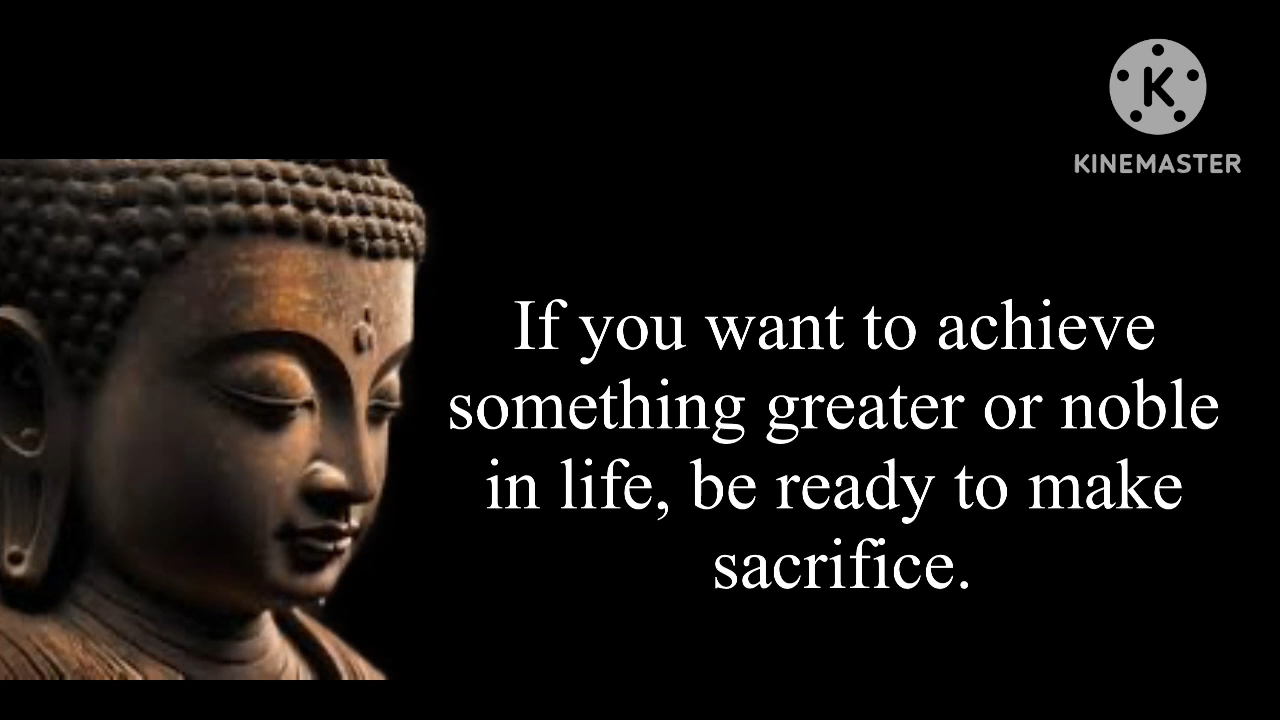 K
KINEMASTER
If you want to achieve
something greater or noble
in life, be ready to make
sacrifice.